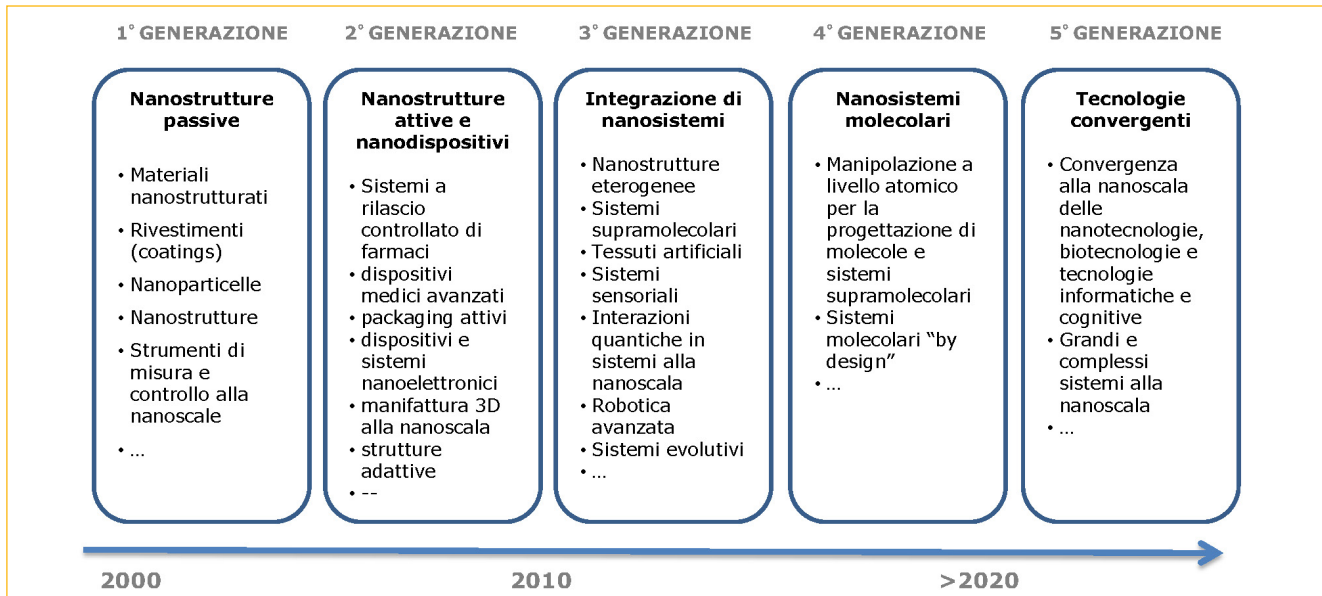 1° GENERAZIONE
2° GENERAZIONE
3° GENERAZIONE
4° GENERAZIONE
5° GENERAZIONE
Nanostrutture
passive
• Materiali
nanostrutturati
• Rivestimenti
(coatings)
• Nanoparticelle
• Nanostrutture
• Strumenti di
misura e
controllo alla
nanoscale
• ...
Nanostrutture
attive e
nanodispositivi
• Sistemi a
rilascio
controllato di
farmaci
• dispositivi
medici avanzati
• packaging attivi
• dispositivi e
sistemi
nanoelettronici
• manifattura 3D
alla nanoscala
• strutture
adattive
• --
Integrazione di
nanosistemi
• Nanostrutture
eterogenee
• Sistemi
supramolecolari
• Tessuti artificiali
• Sistemi
sensoriali
• Interazioni
quantiche in
sistemi alla
nanoscala
• Robotica
avanzata
• Sistemi evolutivi
• ...
Nanosistemi
molecolari
• Manipolazione a
livello atomico
per la
progettazione di
molecole e
sistemi
supramolecolari
• Sistemi
molecolari “by
design”
• ...
Tecnologie
convergenti
• Convergenza
alla nanoscala
delle
nanotecnologie,
biotecnologie e
tecnologie
informatiche e
cognitive
• Grandi e
complessi
sistemi alla
nanoscala
• ...
2000
2010
>2020